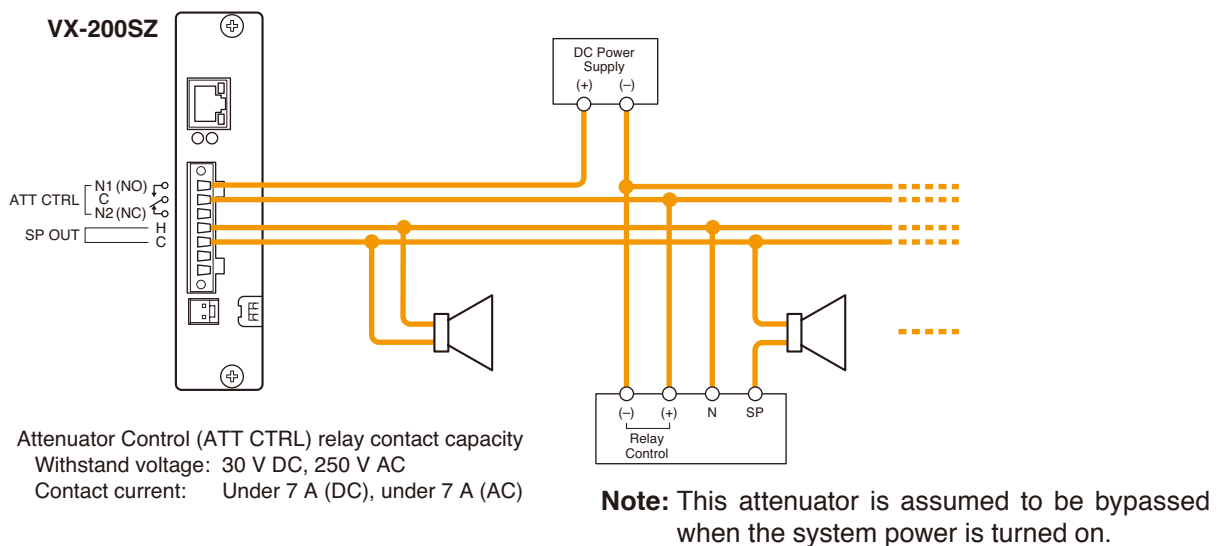 VX-200SZ
DC Power
Supply
(+) (–)
ATT CTRL
N1 (NO)
C
N2 (NC)
SP OUT
H
C
(–) (+) N SP
Relay
Control
Attenuator Control (ATT CTRL) relay contact capacity
Withstand voltage: 30 V DC, 250 V AC
Contact current: Under 7 A (DC), under 7 A (AC)
Note: This attenuator is assumed to be bypassed
when the system power is turned on.